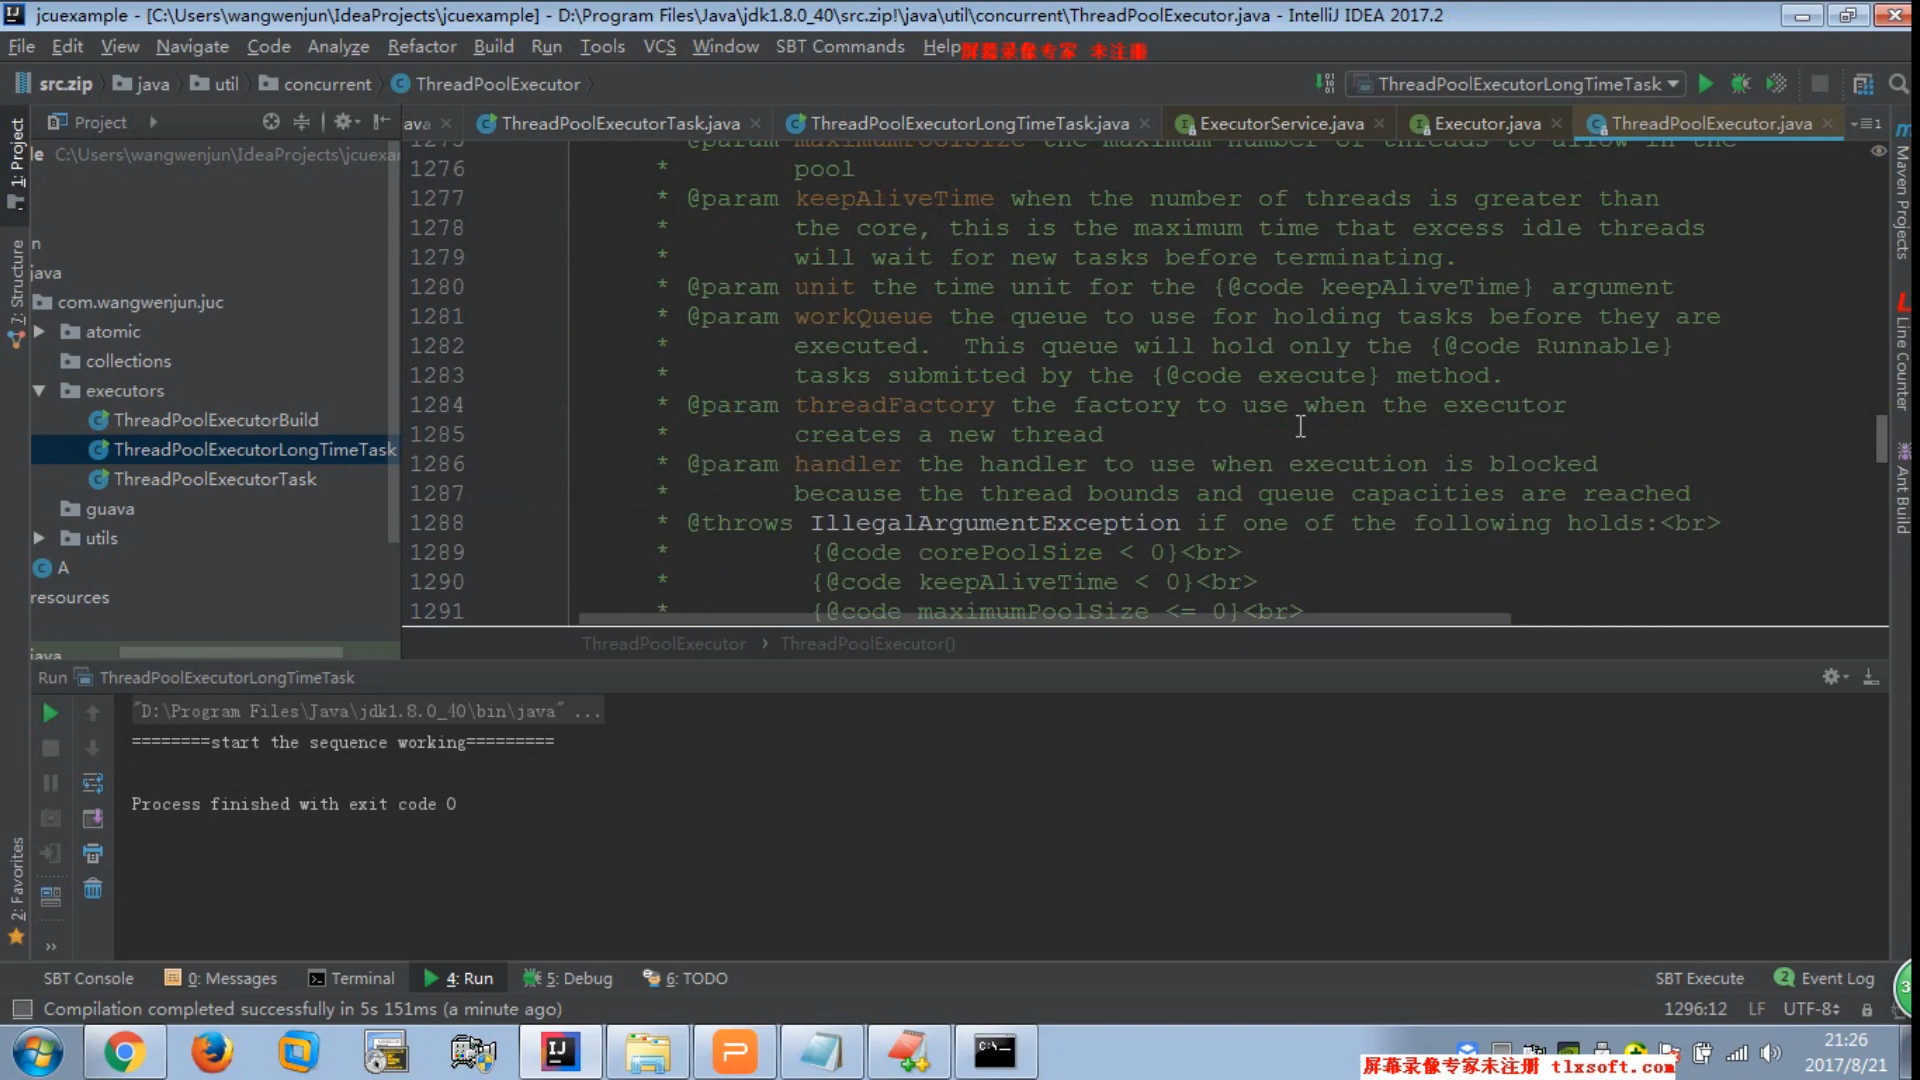 jcuexample - [C:\Users\wangwenjun\IdeaProjects\jcuexample] - D:\Program Files\Java\jdk1.8.0_40\src.zip!\java\util\concurrent\ThreadPoolExecutor.java - IntelliJ IDEA 2017.2
File Edit View Navigate Code Analyze Refactor Build Run Tools VCS Window SBT Commands Help
屏幕录像专家 未注册
src.zip java util concurrent ThreadPoolExecutor
ThreadPoolExecutorLongTimeTask
Project
ava ThreadPoolExecutorTask.java ThreadPoolExecutorLongTimeTask.java ExecutorService.java Executor.java ThreadPoolExecutor.java
1: Project
7: Structure
2: Favorites
Maven Projects
Line Counter
Ant Build
le C:\Users\wangwenjun\IdeaProjects\jcuexam
n
java
com.wangwenjun.juc
atomic
collections
executors
ThreadPoolExecutorBuild
ThreadPoolExecutorLongTimeTask
ThreadPoolExecutorTask
guava
utils
A
resources
java
1275 * @param maximumPoolSize the maximum number of threads to allow in the
1276 * pool
1277 * @param keepAliveTime when the number of threads is greater than
1278 * the core, this is the maximum time that excess idle threads
1279 * will wait for new tasks before terminating.
1280 * @param unit the time unit for the {@code keepAliveTime} argument
1281 * @param workQueue the queue to use for holding tasks before they are
1282 * executed.  This queue will hold only the {@code Runnable}
1283 * tasks submitted by the {@code execute} method.
1284 * @param threadFactory the factory to use when the executor
1285 * creates a new thread
1286 * @param handler the handler to use when execution is blocked
1287 * because the thread bounds and queue capacities are reached
1288 * @throws IllegalArgumentException if one of the following holds:<br>
1289 * {@code corePoolSize < 0}<br>
1290 * {@code keepAliveTime < 0}<br>
1291 * {@code maximumPoolSize <= 0}<br>
ThreadPoolExecutor › ThreadPoolExecutor()
Run ThreadPoolExecutorLongTimeTask
"D:\Program Files\Java\jdk1.8.0_40\bin\java" ...
========start the sequence working=========
Process finished with exit code 0
SBT Console 0: Messages Terminal 4: Run 5: Debug 6: TODO SBT Execute 2 Event Log
Compilation completed successfully in 5s 151ms (a minute ago) 1296:12 LF UTF-8
21:26
2017/8/21
屏幕录像专家未注册 tlxsoft.com